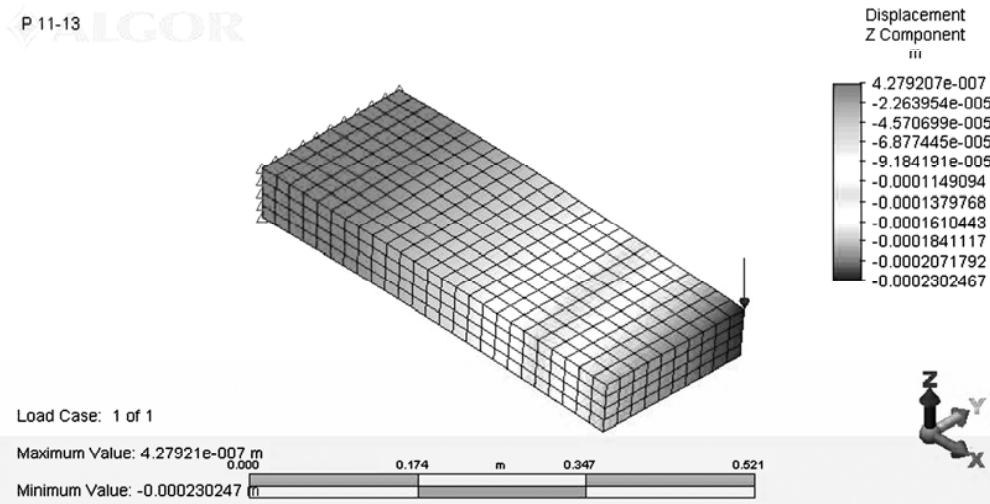 P 11-13
ALGOR
Displacement
Z Component
m
4.279207e-007
-2.263954e-005
-4.570699e-005
-6.877445e-005
-9.184191e-005
-0.0001149094
-0.0001379768
-0.0001610443
-0.0001841117
-0.0002071792
-0.0002302467
Z
Y
X
Load Case: 1 of 1
Maximum Value: 4.27921e-007 m
Minimum Value: -0.000230247 m
0.000 0.174 m 0.347 0.521